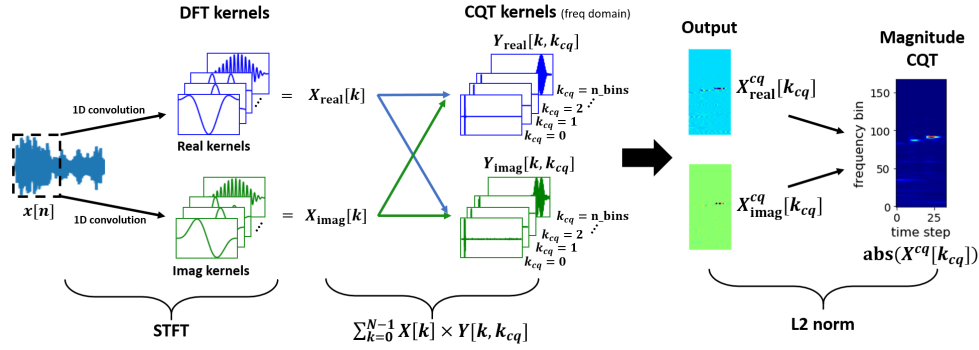 DFT kernels
CQT kernels (freq domain)
Output
Magnitude
CQT
Y_real[k, k_cq]
X^cq_real[k_cq]
1D convolution
= X_real[k]
k_cq = n_bins
k_cq = 2
k_cq = 1
k_cq = 0
Real kernels
x[n]
1D convolution
Y_imag[k, k_cq]
X^cq_imag[k_cq]
= X_imag[k]
k_cq = n_bins
k_cq = 2
k_cq = 1
k_cq = 0
Imag kernels
frequency bin
150
100
50
0
0 25
time step
abs(X^cq[k_cq])
STFT
∑_{k=0}^{N−1} X[k] × Y[k, k_cq]
L2 norm